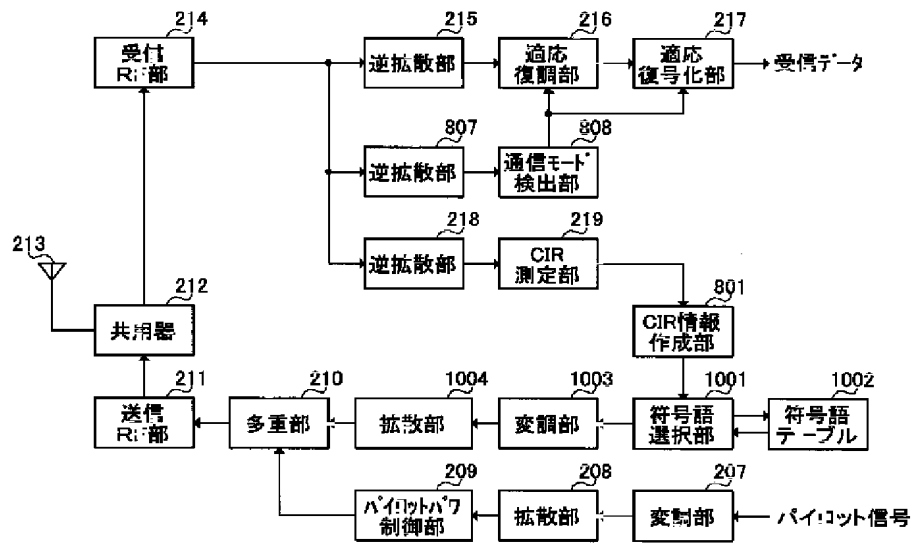 214
受信
RF部
215
逆拡散部
216
適応
復調部
217
適応
復号化部
受信データ
807
逆拡散部
808
通信モード
検出部
218
逆拡散部
219
CIR
測定部
213
212
共用器
801
CIR情報
作成部
211
送信
RF部
210
多重部
1004
拡散部
1003
変調部
1001
符号語
選択部
1002
符号語
テーブル
209
パイロットパワ
制御部
208
拡散部
207
変調部
パイロット信号